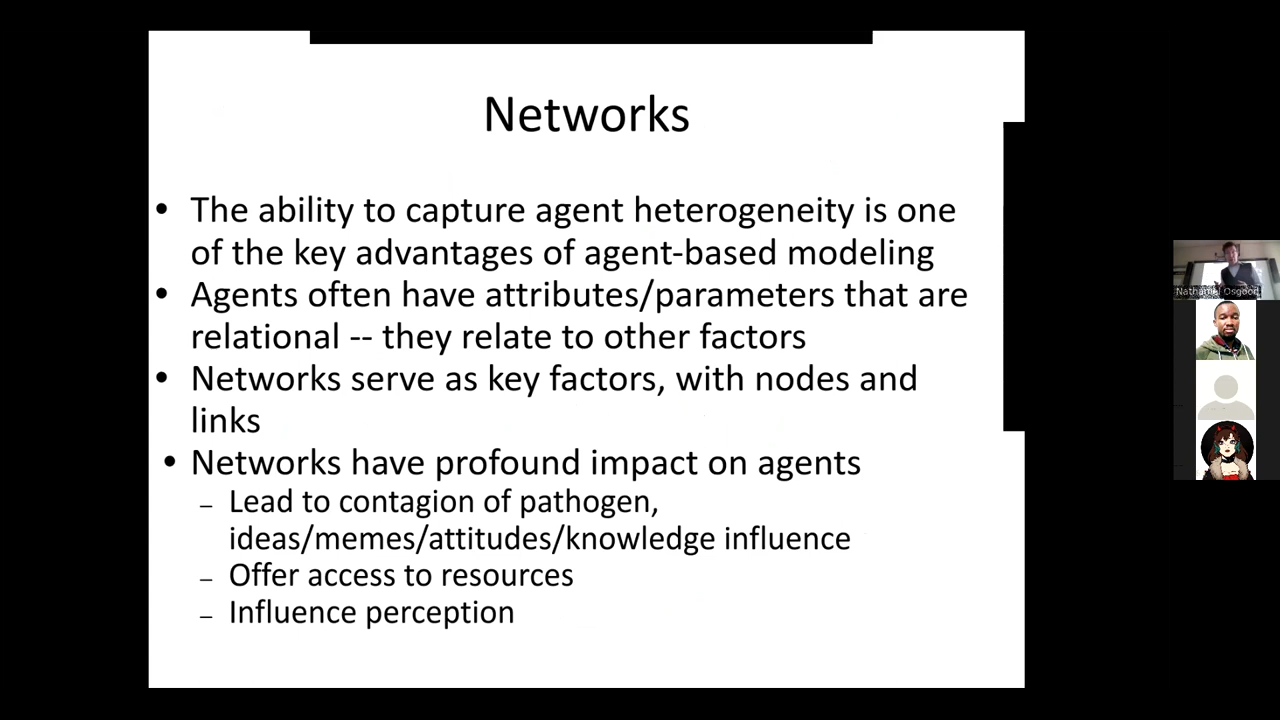 Networks
• The ability to capture agent heterogeneity is one
of the key advantages of agent-based modeling
• Agents often have attributes/parameters that are
relational -- they relate to other factors
• Networks serve as key factors, with nodes and
links
• Networks have profound impact on agents
– Lead to contagion of pathogen,
ideas/memes/attitudes/knowledge influence
– Offer access to resources
– Influence perception
Nathaniel Osgood